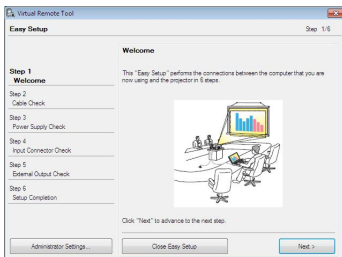 Virtual Remote Tool
Easy Setup
Step 1/6
Welcome
Step 1
Welcome
This "Easy Setup" performs the connections between the computer that you are
now using and the projector in 6 steps.
Step 2
Cable Check
Step 3
Power Supply Check
Step 4
Input Connector Check
Step 5
External Output Check
Step 6
Setup Completion
Click "Next" to advance to the next step.
Administrator Settings...
Close Easy Setup
Next >